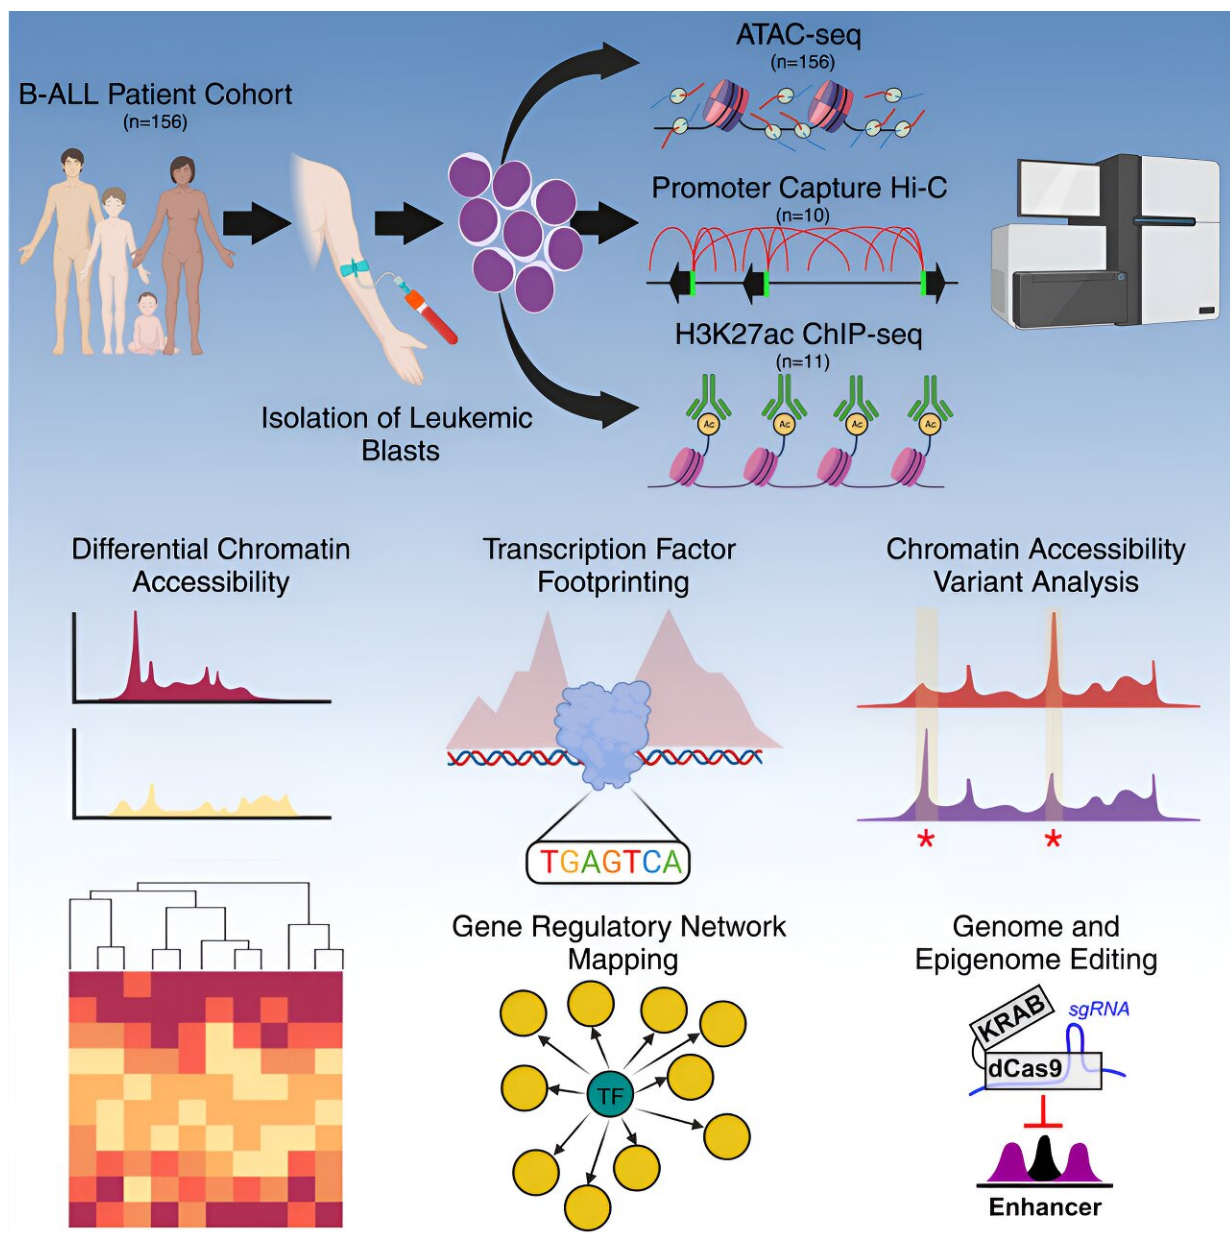 B-ALL Patient Cohort
(n=156)
ATAC-seq
(n=156)
Promoter Capture Hi-C
(n=10)
H3K27ac ChIP-seq
(n=11)
Ac Ac Ac Ac
Isolation of Leukemic
Blasts
Differential Chromatin
Accessibility
Transcription Factor
Footprinting
TGAGTCA
Chromatin Accessibility
Variant Analysis
* *
Gene Regulatory Network
Mapping
TF
Genome and
Epigenome Editing
KRAB
sgRNA
dCas9
Enhancer